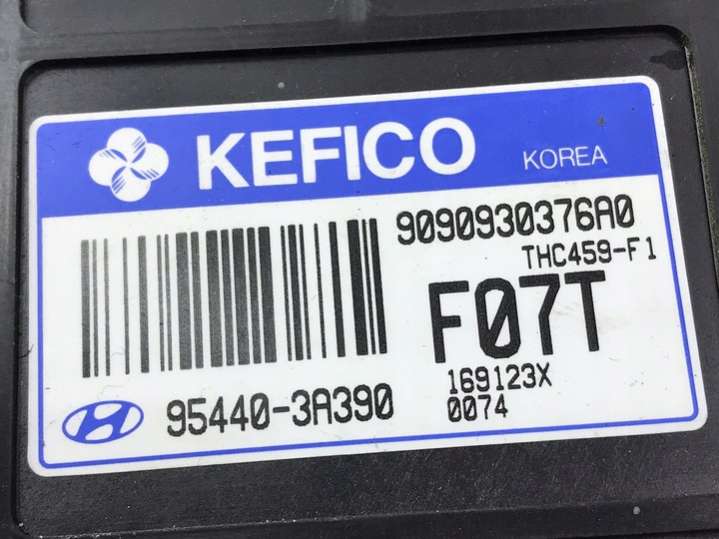 KEFICO KOREA
9090930376A0
THC459-F1
F07T
169123X
95440-3A390
0074